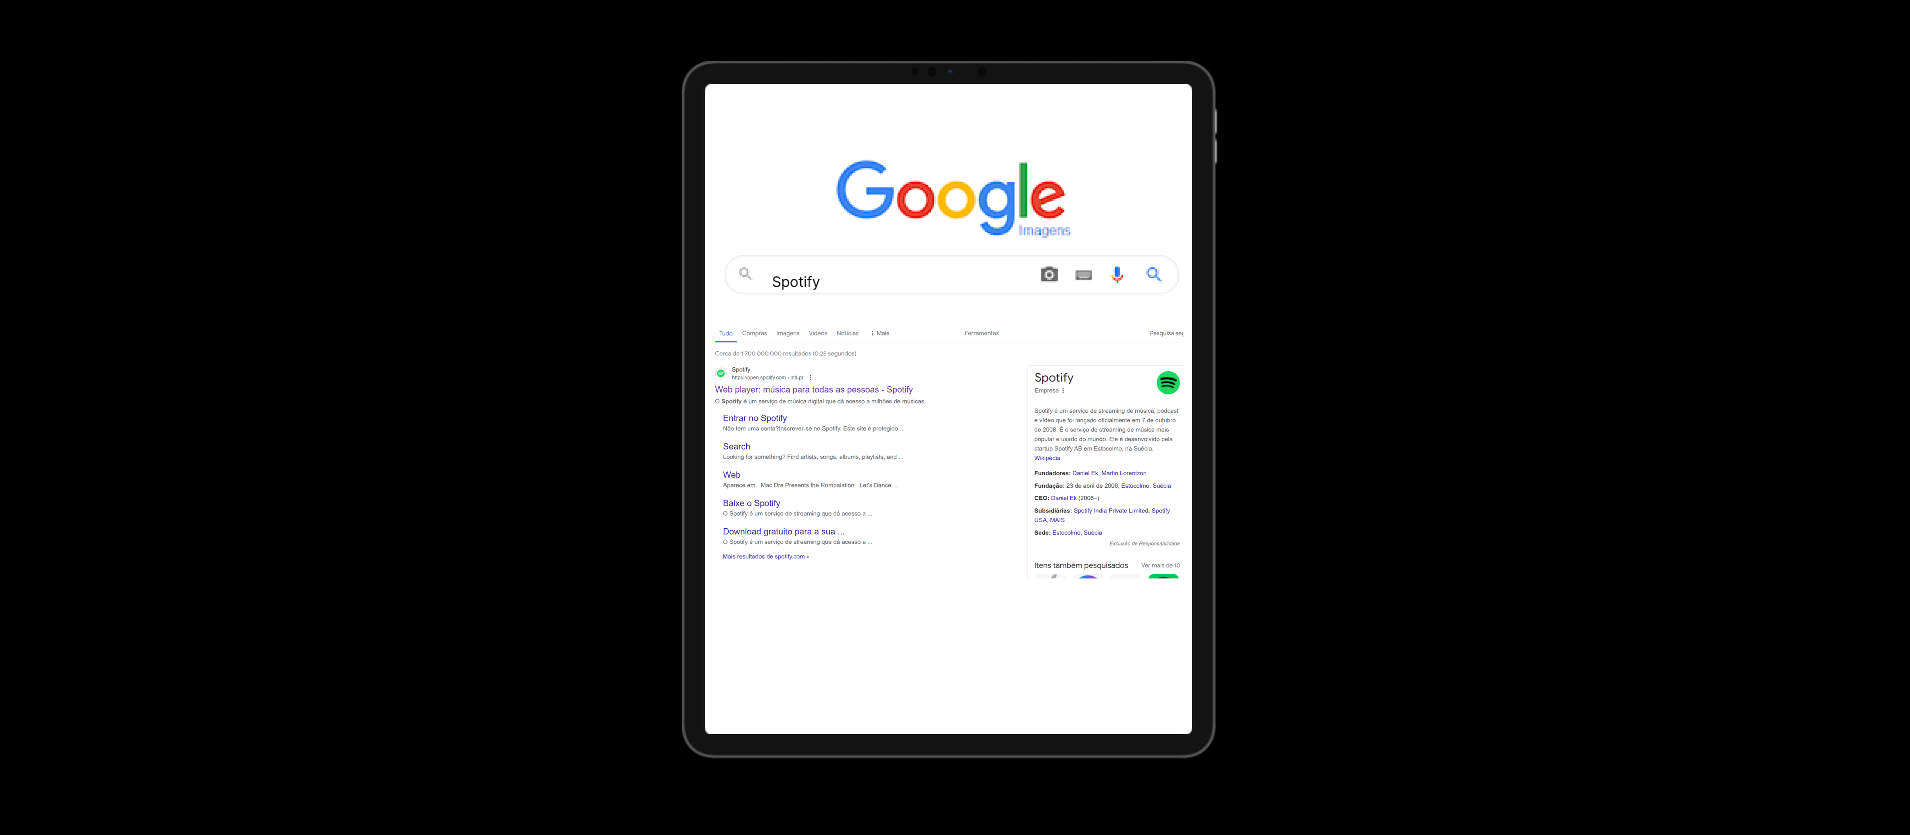 Google
Imagens
Spotify
Tudo Compras Imagens Vídeos Notícias Mais Ferramentas Pesquisa seg
Cerca de 1 700 000 000 resultados (0,25 segundos)
Spotify
https://open.spotify.com › intl-pt
Web player: música para todas as pessoas - Spotify
O Spotify é um serviço de música digital que dá acesso a milhões de músicas.
Entrar no Spotify
Não tem uma conta?Inscrever-se no Spotify. Este site é protegido ...
Search
Looking for something? Find artists, songs, albums, playlists, and ...
Web
Aparece em · Mac Dre Presents the Rompalation · Let's Dance ...
Baixe o Spotify
O Spotify é um serviço de streaming que dá acesso a ...
Download gratuito para a sua ...
O Spotify é um serviço de streaming que dá acesso a ...
Mais resultados de spotify.com »
Spotify
Empresa
Spotify é um serviço de streaming de música, podcast
e vídeo que foi lançado oficialmente em 7 de outubro
de 2008. É o serviço de streaming de música mais
popular e usado do mundo. Ele é desenvolvido pela
startup Spotify AB em Estocolmo, na Suécia.
Wikipédia
Fundadores: Daniel Ek, Martin Lorentzon
Fundação: 23 de abril de 2006, Estocolmo, Suécia
CEO: Daniel Ek (2006–)
Subsidiárias: Spotify India Private Limited, Spotify
USA, MAIS
Sede: Estocolmo, Suécia
Exclusão de Responsabilidade
Itens também pesquisados Ver mais de 10